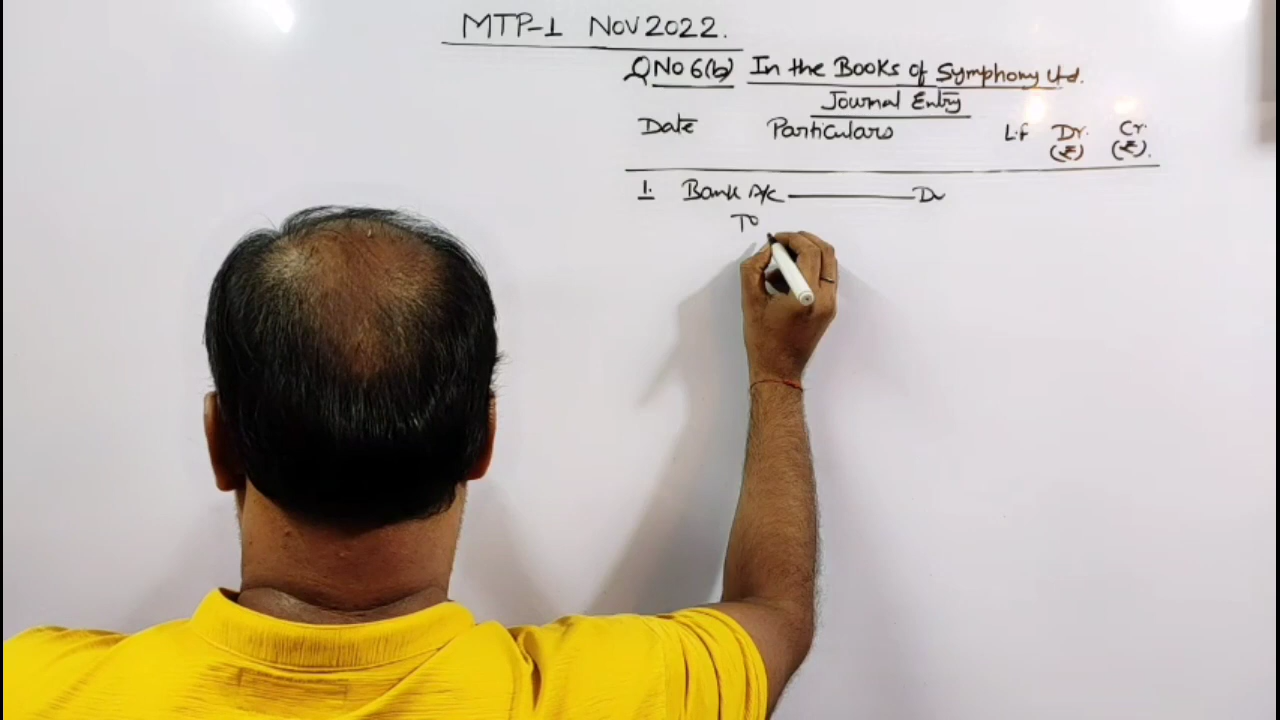 MTP-1 NOV 2022.
Q No 6(b) In the Books of Symphony Ltd.
Journal Entry
Date Particulars L.F Dr. (₹) Cr. (₹).
1. Bank A/c ———— Dr
To